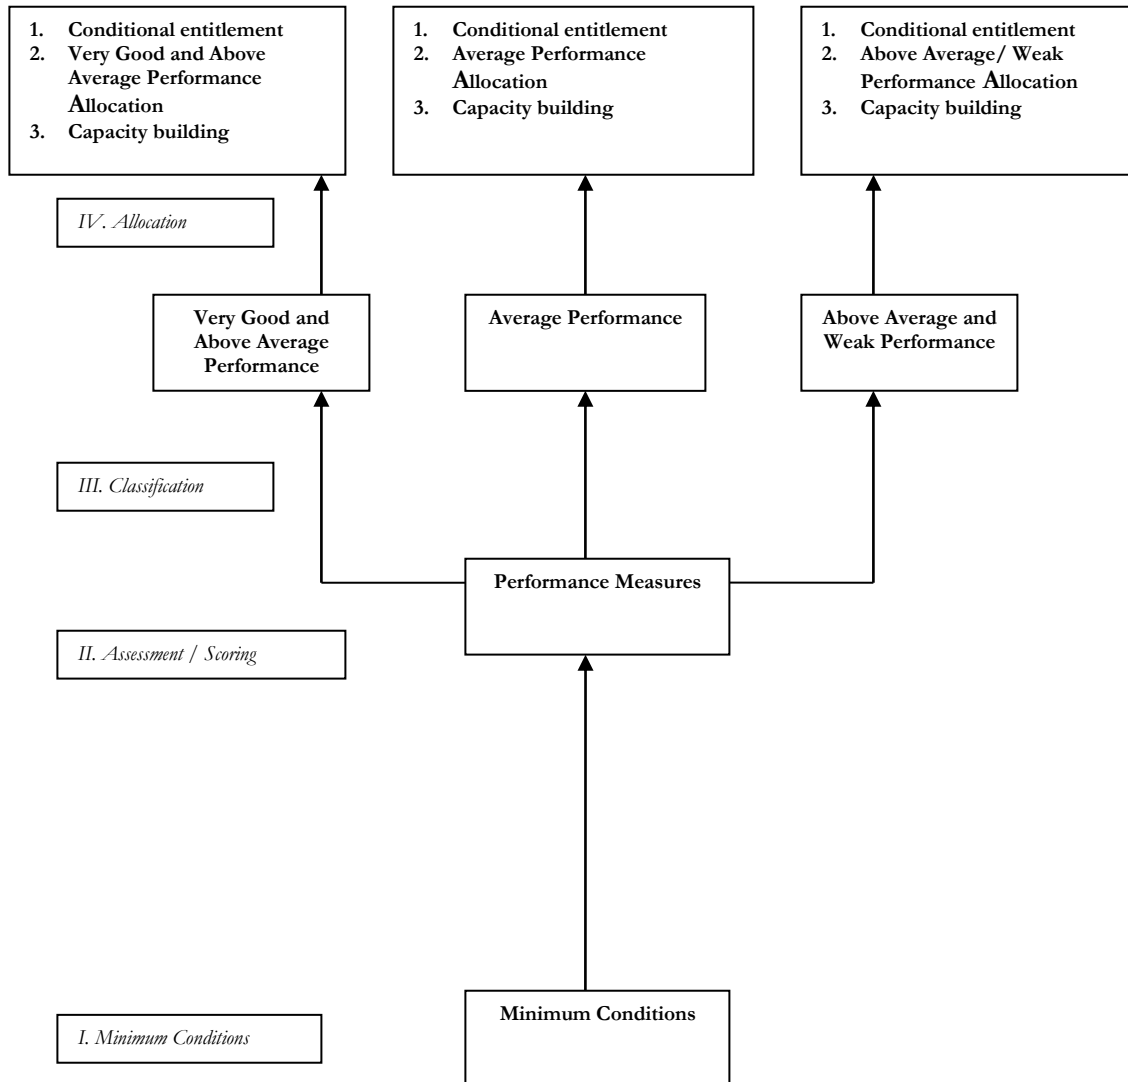 1. Conditional entitlement
2. Very Good and Above
Average Performance
Allocation
3. Capacity building
1. Conditional entitlement
2. Average Performance
Allocation
3. Capacity building
1. Conditional entitlement
2. Above Average/ Weak
Performance Allocation
3. Capacity building
IV. Allocation
Very Good and
Above Average
Performance
Average Performance
Above Average and
Weak Performance
III. Classification
Performance Measures
II. Assessment / Scoring
Minimum Conditions
I. Minimum Conditions